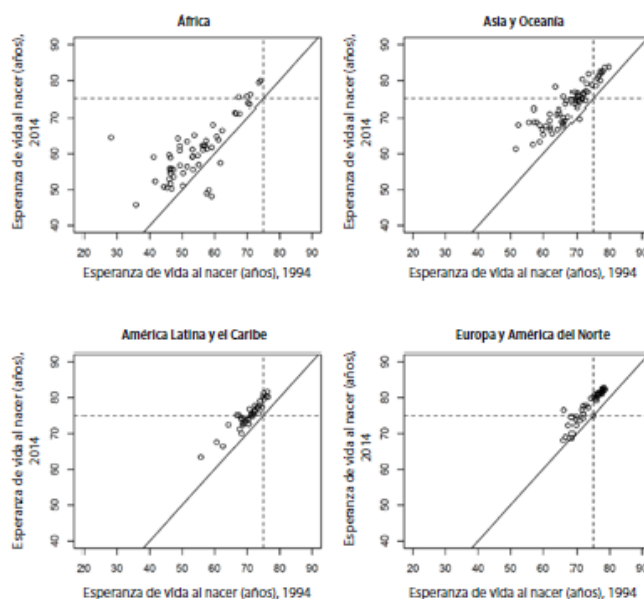 África
Esperanza de vida al nacer (años),
2014
90
80
70
60
50
40
20 30 40 50 60 70 80 90
Esperanza de vida al nacer (años), 1994
Asia y Oceanía
Esperanza de vida al nacer (años),
2014
90
80
70
60
50
40
20 30 40 50 60 70 80 90
Esperanza de vida al nacer (años), 1994
América Latina y el Caribe
Esperanza de vida al nacer (años),
2014
90
80
70
60
50
40
20 30 40 50 60 70 80 90
Esperanza de vida al nacer (años), 1994
Europa y América del Norte
Esperanza de vida al nacer (años),
2014
90
80
70
60
50
40
20 30 40 50 60 70 80 90
Esperanza de vida al nacer (años), 1994